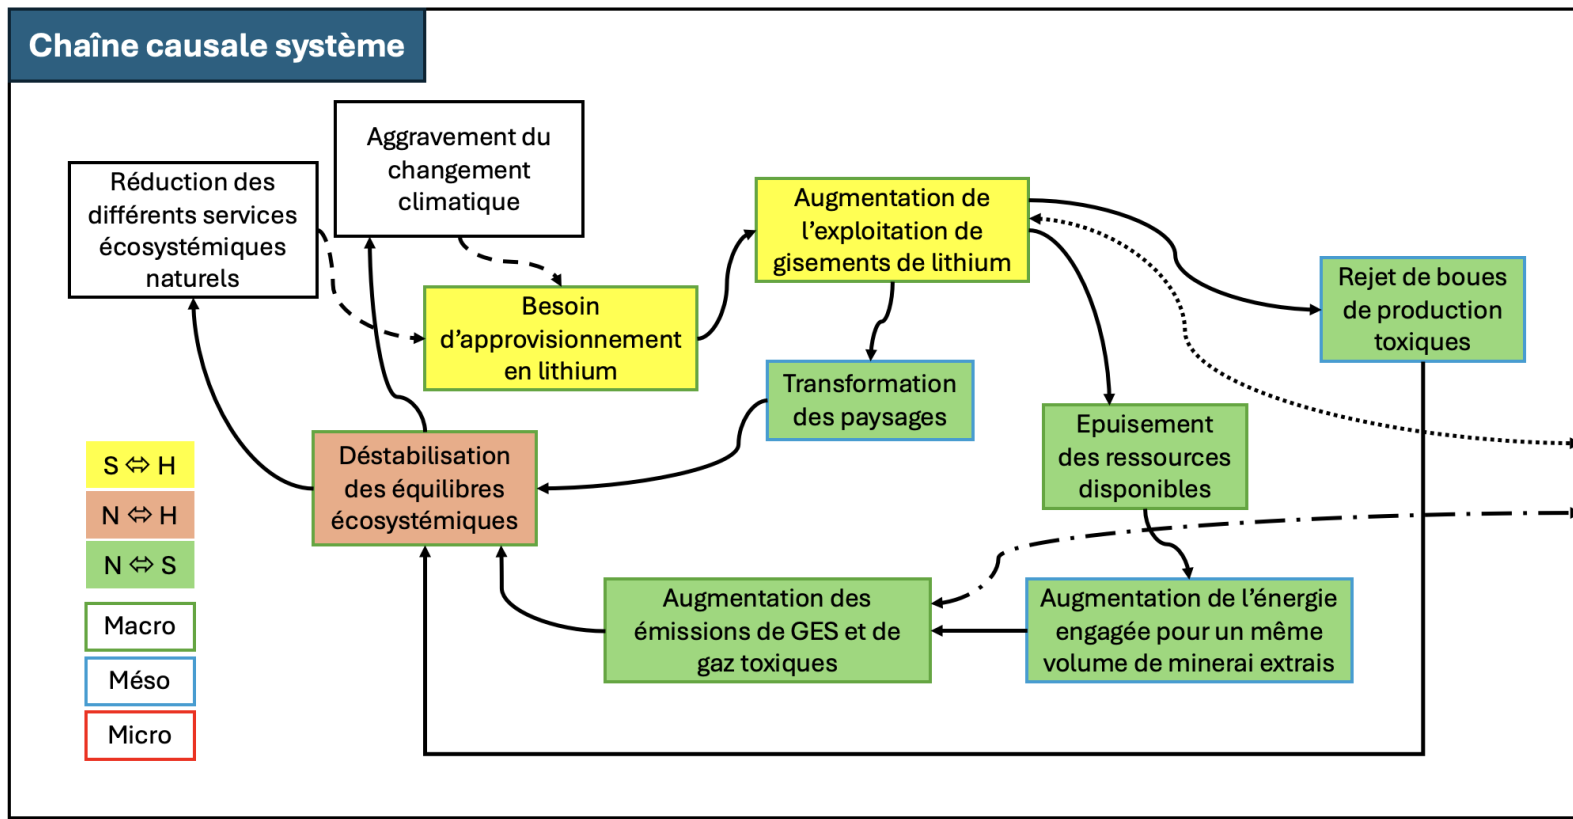 Chaîne causale système
Aggravement du
changement
climatique
Réduction des
différents services
écosystémiques
naturels
Augmentation de
l’exploitation de
gisements de lithium
Rejet de boues
de production
toxiques
Besoin
d’approvisionnement
en lithium
Transformation
des paysages
Epuisement
des ressources
disponibles
Déstabilisation
des équilibres
écosystémiques
S ⇔ H
N ⇔ H
N ⇔ S
Augmentation des
émissions de GES et de
gaz toxiques
Augmentation de l’énergie
engagée pour un même
volume de minerai extrais
Macro
Méso
Micro